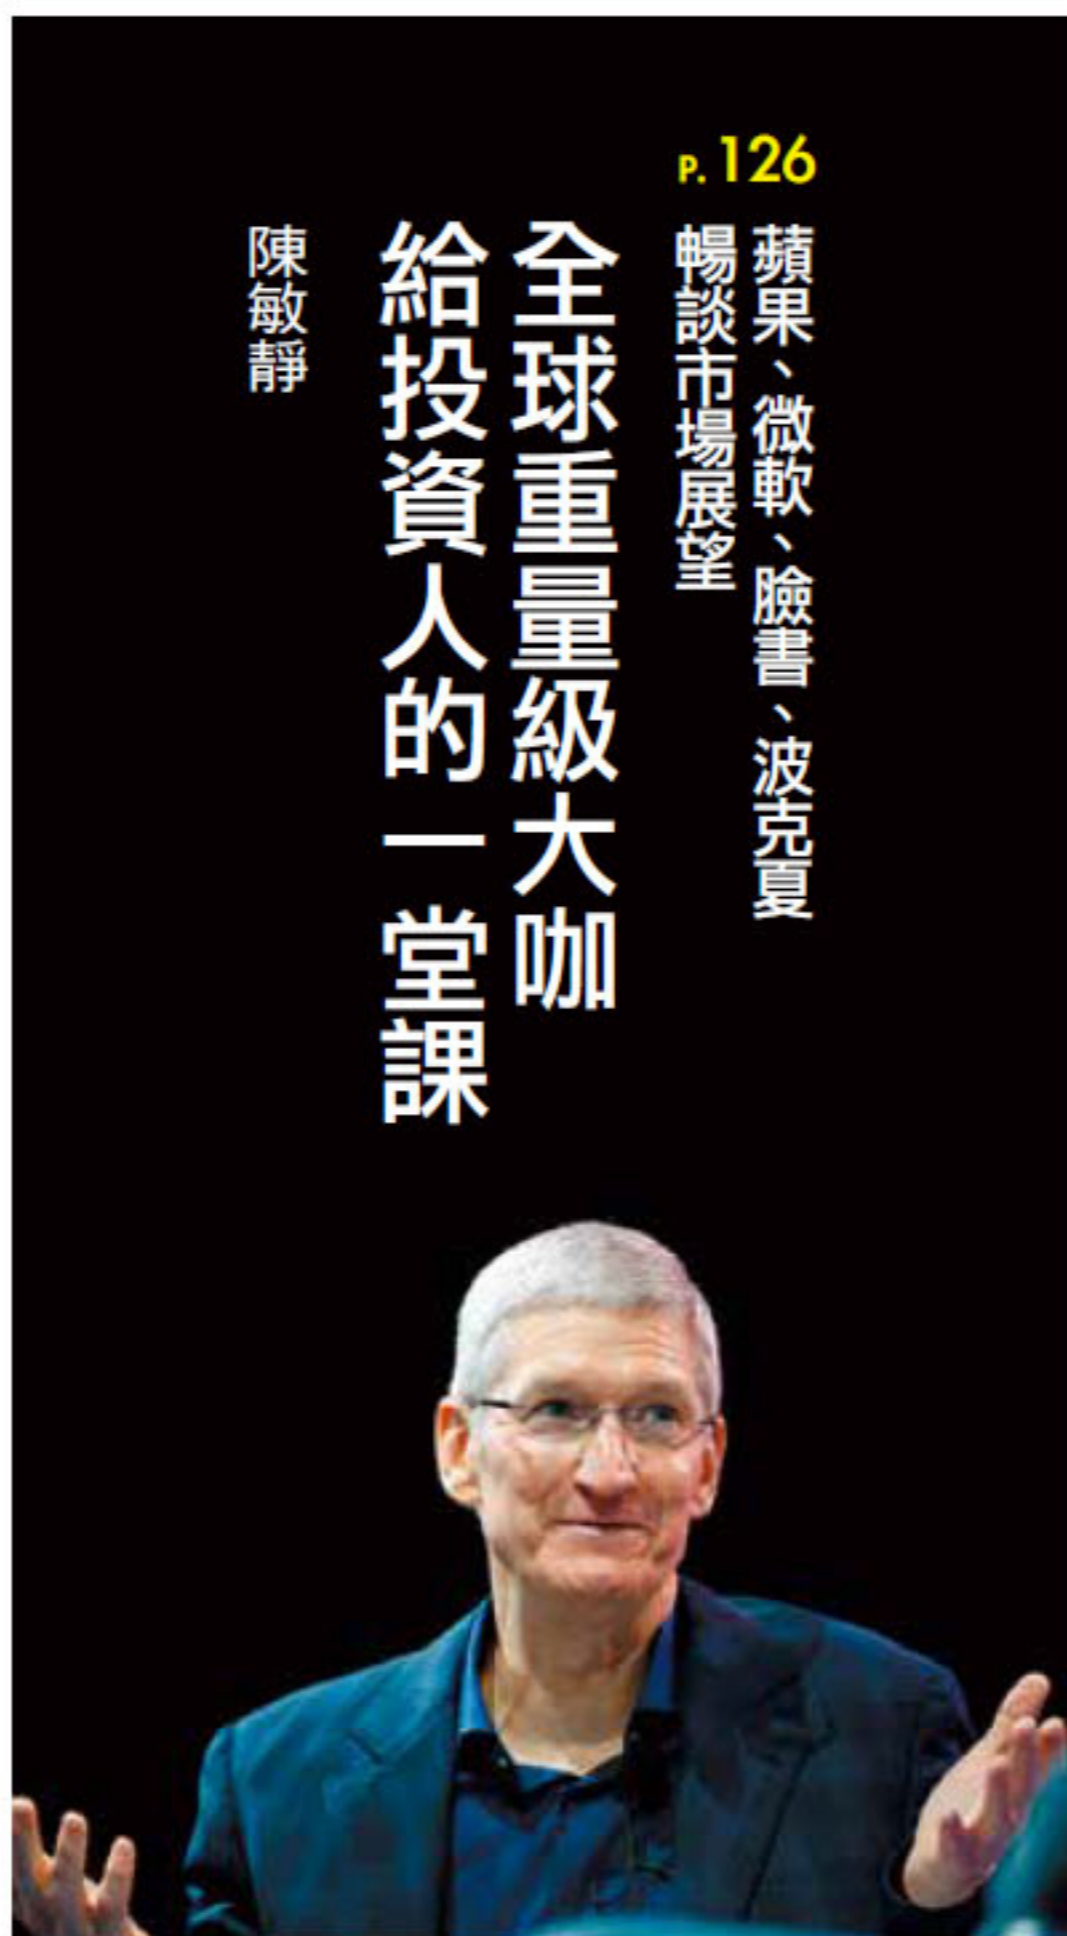 P.126
蘋果、微軟、臉書、波克夏
暢談市場展望
全球重量級大咖
給投資人的一堂課
陳敏靜